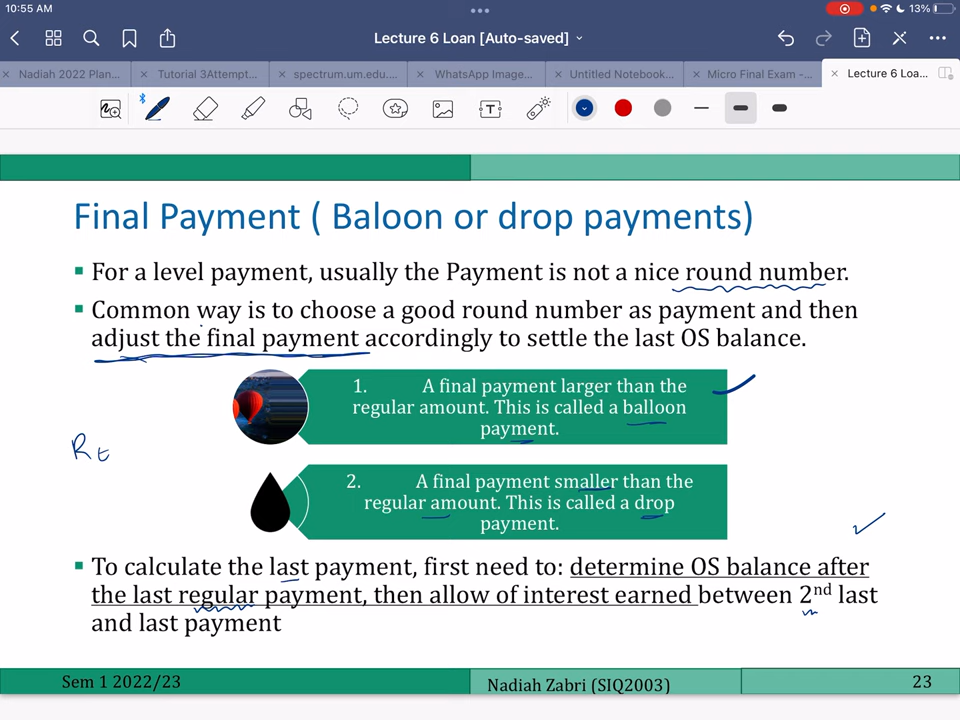 10:55 AM
13%
Lecture 6 Loan [Auto-saved]
Nadiah 2022 Plan...
Tutorial 3Attempt...
spectrum.um.edu....
WhatsApp Image...
Untitled Notebook...
Micro Final Exam -...
Lecture 6 Loa...
Final Payment ( Baloon or drop payments)
For a level payment, usually the Payment is not a nice round number.
Common way is to choose a good round number as payment and then
adjust the final payment accordingly to settle the last OS balance.
1. A final payment larger than the
regular amount. This is called a balloon
payment.
Rt
2. A final payment smaller than the
regular amount. This is called a drop
payment.
To calculate the last payment, first need to: determine OS balance after
the last regular payment, then allow of interest earned between 2nd last
and last payment
Sem 1 2022/23
Nadiah Zabri (SIQ2003)
23